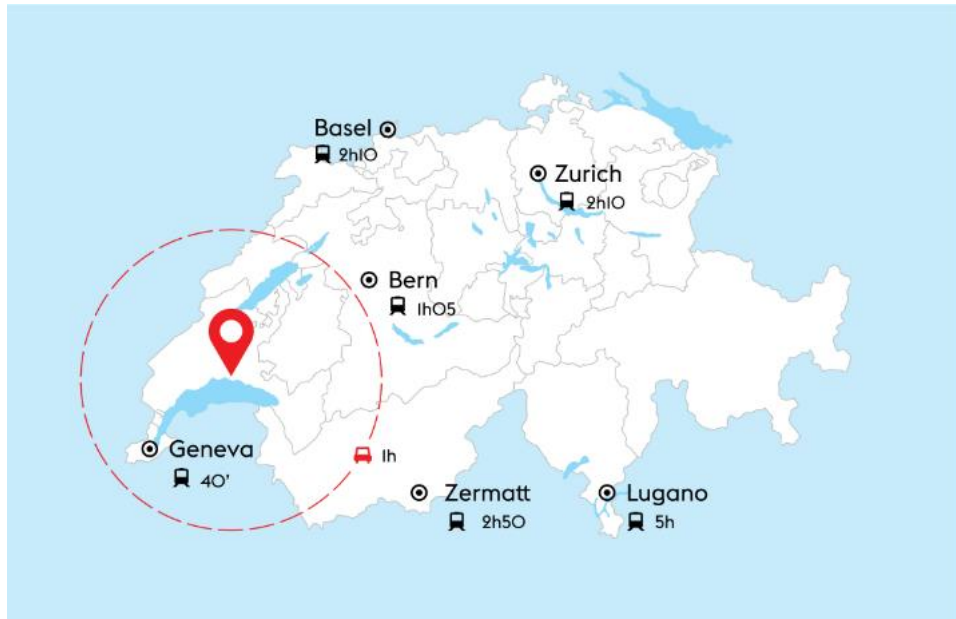 Basel
2h10
Zurich
2h10
Bern
1h05
Geneva
40'
1h
Zermatt
2h50
Lugano
5h